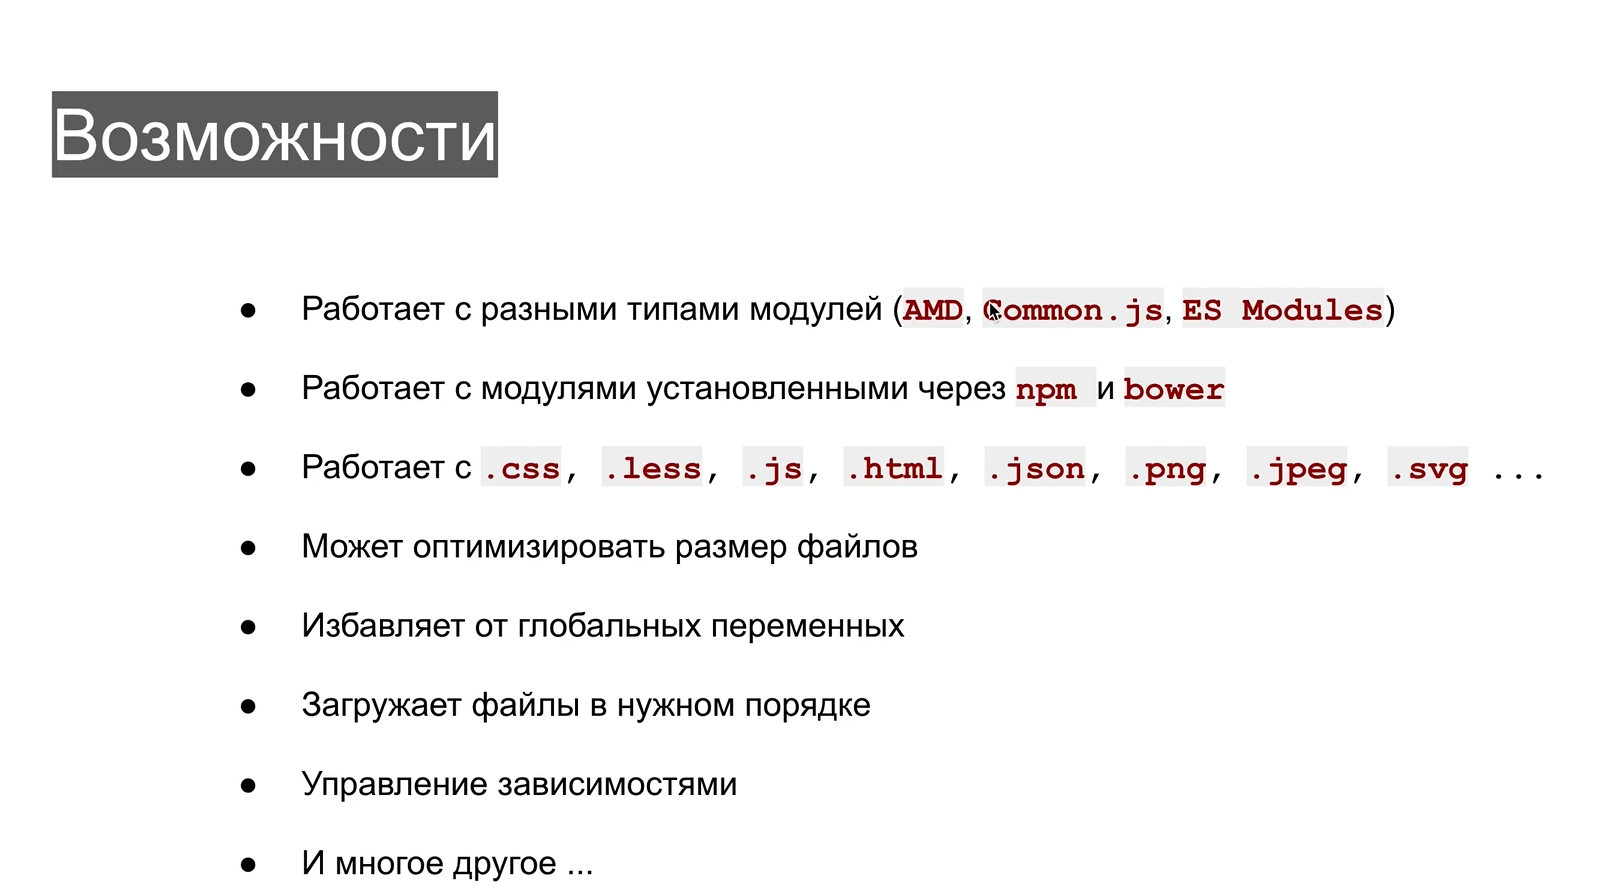 Возможности
● Работает с разными типами модулей (AMD, Common.js, ES Modules)
● Работает с модулями установленными через npm и bower
● Работает с .css, .less, .js, .html, .json, .png, .jpeg, .svg ...
● Может оптимизировать размер файлов
● Избавляет от глобальных переменных
● Загружает файлы в нужном порядке
● Управление зависимостями
● И многое другое ...